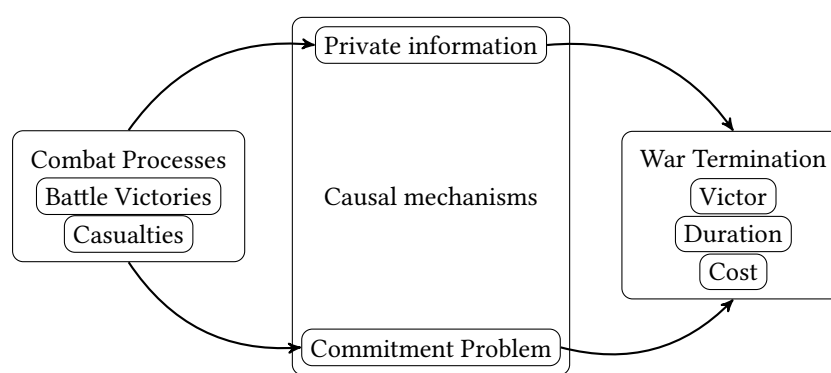 Private information
Combat Processes
Battle Victories
Casualties
Causal mechanisms
War Termination
Victor
Duration
Cost
Commitment Problem